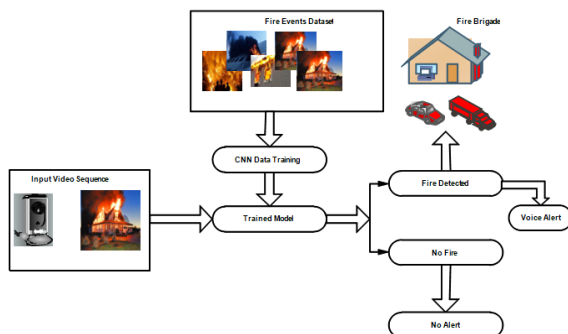 Fire Events Dataset
Fire Brigade
CNN Data Training
Input Video Sequence
Fire Detected
Trained Model
Voice Alert
No Fire
No Alert